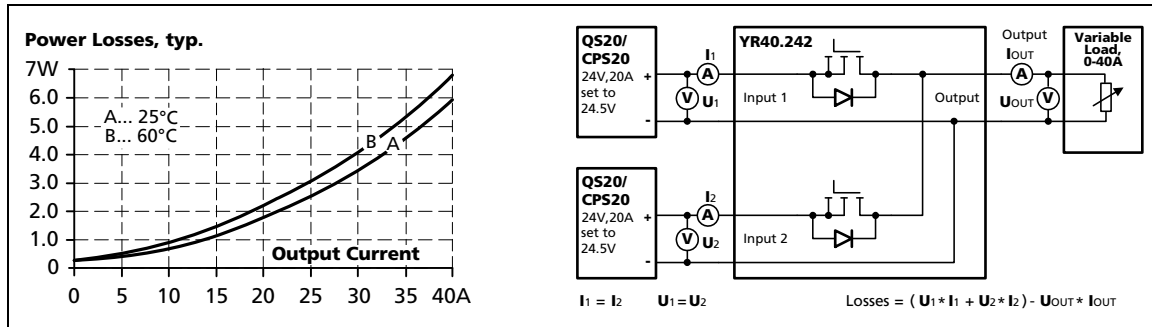 Power Losses, typ.
7W
6.0
5.0
4.0
3.0
2.0
1.0
0
A... 25°C
B... 60°C
B
A
Output Current
0 5 10 15 20 25 30 35 40A
QS20/
CPS20
24V,20A
set to
24.5V
+
-
I1
A
V
U1
YR40.242
Input 1
Output
Output
IOUT
A
UOUT
V
Variable
Load,
0-40A
QS20/
CPS20
24V,20A
set to
24.5V
+
-
I2
A
V
U2
Input 2
I1 = I2 U1 = U2 Losses = ( U1 * I1 + U2 * I2 ) - UOUT * IOUT